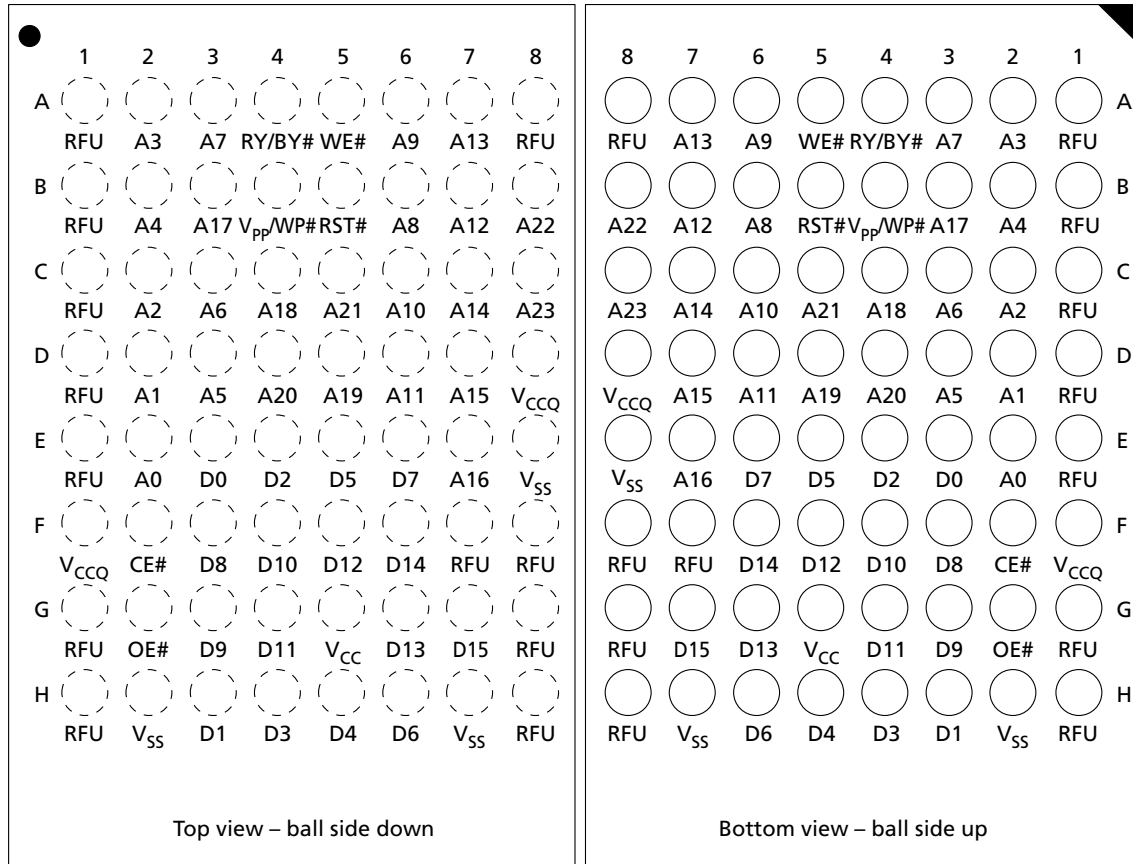 1 2 3 4 5 6 7 8
A
RFU A3 A7 RY/BY# WE# A9 A13 RFU
B
RFU A4 A17 VPP/WP# RST# A8 A12 A22
C
RFU A2 A6 A18 A21 A10 A14 A23
D
RFU A1 A5 A20 A19 A11 A15 VCCQ
E
RFU A0 D0 D2 D5 D7 A16 VSS
F
VCCQ CE# D8 D10 D12 D14 RFU RFU
G
RFU OE# D9 D11 VCC D13 D15 RFU
H
RFU VSS D1 D3 D4 D6 VSS RFU
Top view – ball side down
8 7 6 5 4 3 2 1
A
RFU A13 A9 WE# RY/BY# A7 A3 RFU
B
A22 A12 A8 RST# VPP/WP# A17 A4 RFU
C
A23 A14 A10 A21 A18 A6 A2 RFU
D
VCCQ A15 A11 A19 A20 A5 A1 RFU
E
VSS A16 D7 D5 D2 D0 A0 RFU
F
RFU RFU D14 D12 D10 D8 CE# VCCQ
G
RFU D15 D13 VCC D11 D9 OE# RFU
H
RFU VSS D6 D4 D3 D1 VSS RFU
Bottom view – ball side up